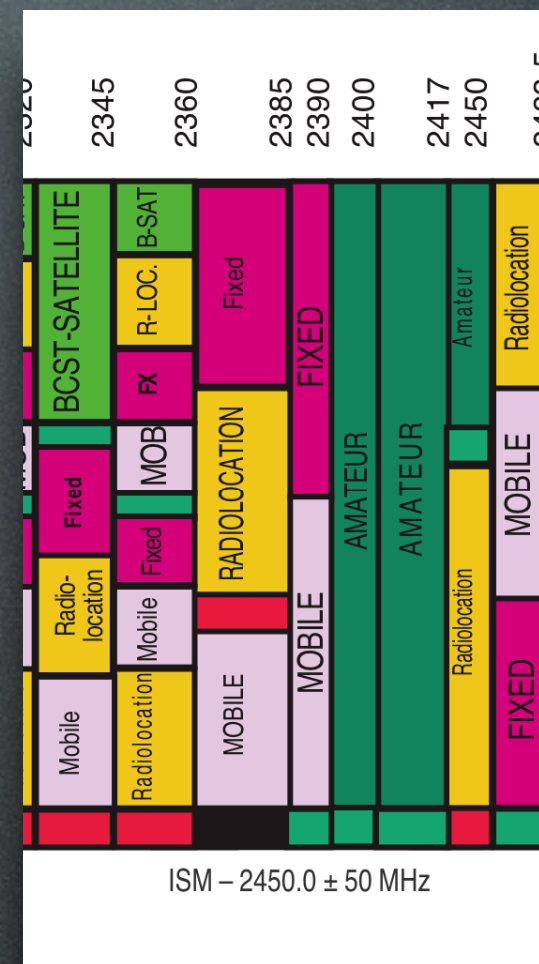 2345
2360
2385
2390
2400
2417
2450
BCST-SATELLITE
Fixed
Radio-
location
Mobile
B-SAT
R-LOC.
FX
MOB
Fixed
Mobile
Radiolocation
Fixed
RADIOLOCATION
MOBILE
FIXED
MOBILE
AMATEUR
AMATEUR
Amateur
Radiolocation
Radiolocation
MOBILE
FIXED
ISM – 2450.0 ± 50 MHz